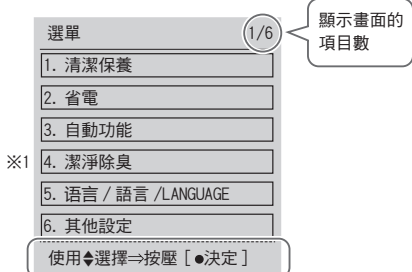 選單 1/6
顯示畫面的
項目數
1. 清潔保養
2. 省電
3. 自動功能
※1 4. 潔淨除臭
5. 语言 / 語言 /LANGUAGE
6. 其他設定
使用♦選擇⇒按壓 [ ●決定 ]